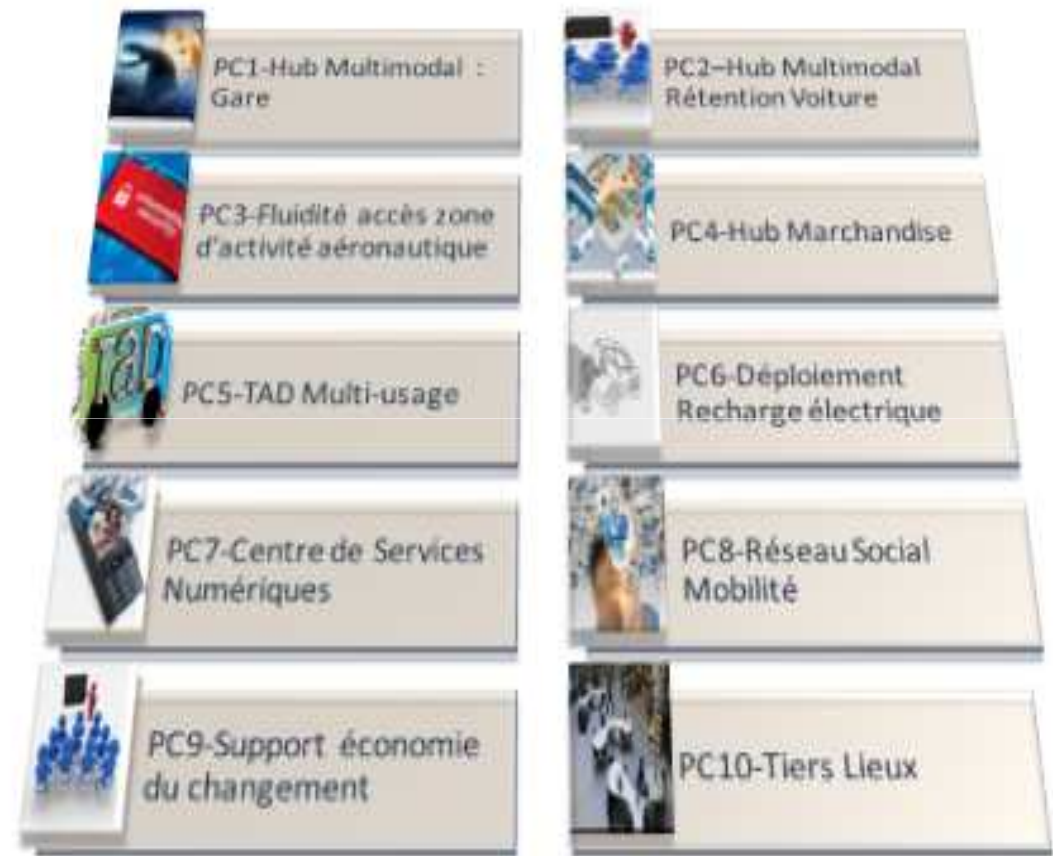 PC1-Hub Multimodal :
Gare
PC2–Hub Multimodal
Rétention Voiture
PC3-Fluidité accès zone
d'activité aéronautique
PC4-Hub Marchandise
TAD
PC5-TAD Multi-usage
PC6-Déploiement
Recharge électrique
PC7-Centre de Services
Numériques
PC8-Réseau Social
Mobilité
PC9-Support économie
du changement
PC10-Tiers Lieux